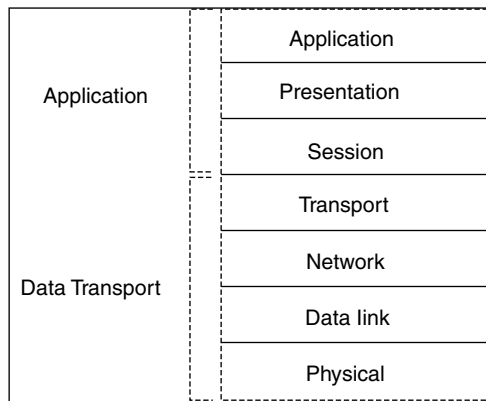 Application
Presentation
Application
Session
Transport
Network
Data Transport
Data link
Physical